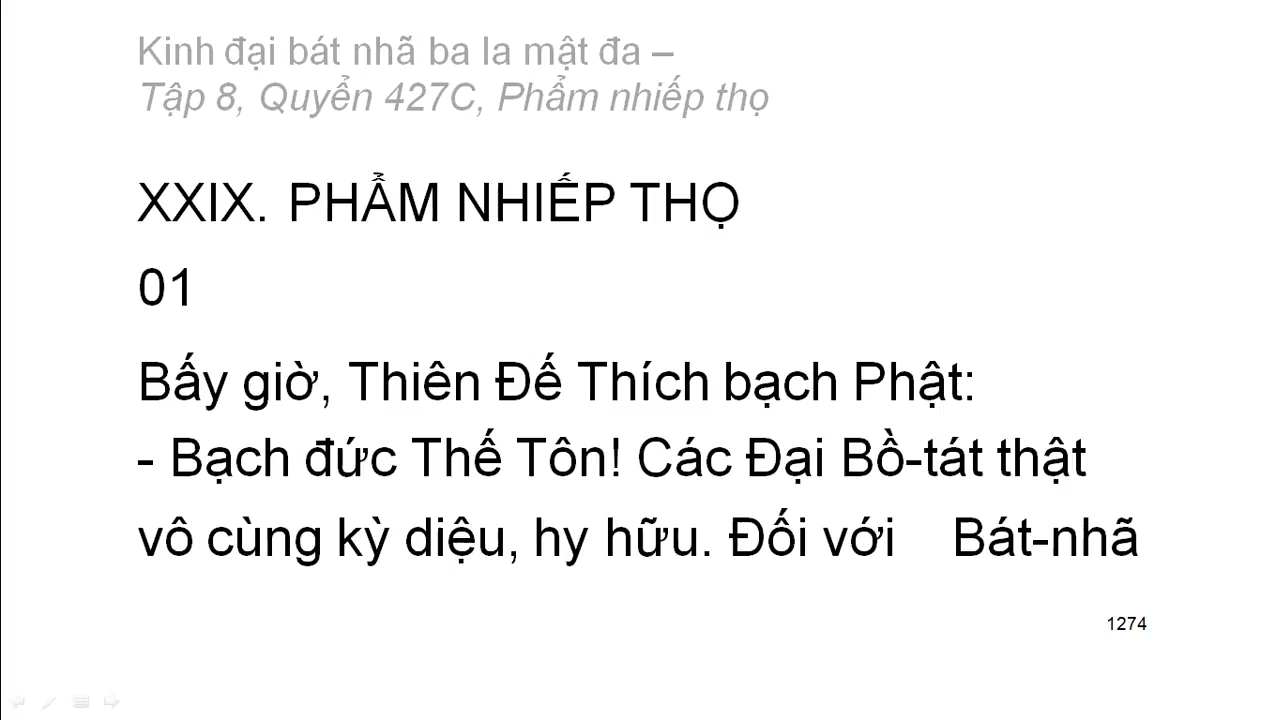 Kinh đại bát nhã ba la mật đa –
Tập 8, Quyển 427C, Phẩm nhiếp thọ
XXIX. PHẨM NHIẾP THỌ
01
Bấy giờ, Thiên Đế Thích bạch Phật:
- Bạch đức Thế Tôn! Các Đại Bồ-tát thật
vô cùng kỳ diệu, hy hữu. Đối với Bát-nhã
1274